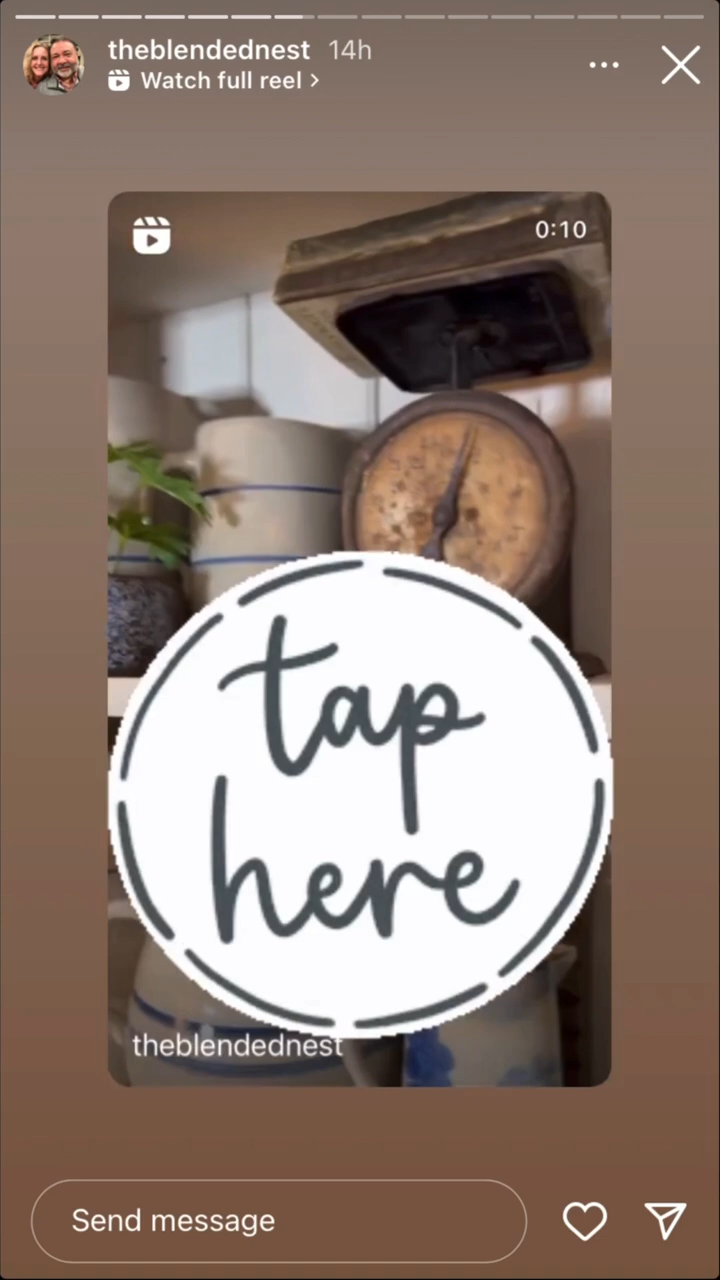 theblendednest 14h
Watch full reel >
0:10
tap
here
theblendednest
Send message